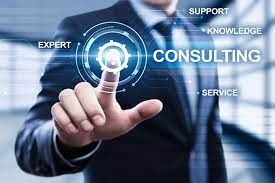 SUPPORT
KNOWLEDGE
EXPERT
CONSULTING
SERVICE